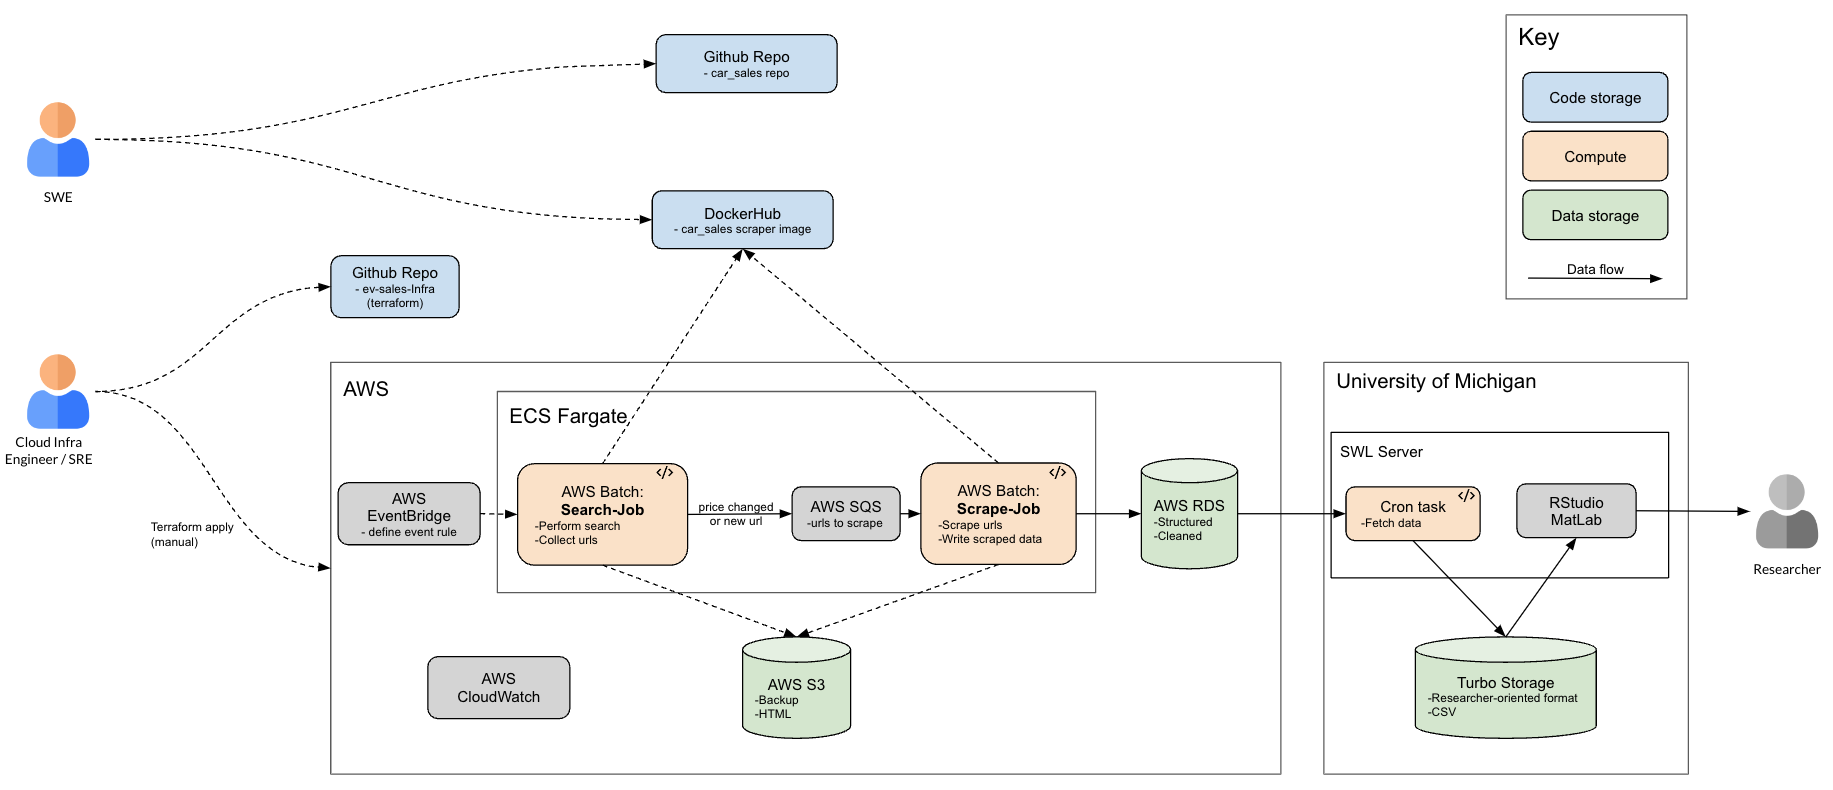 Key
Code storage
Compute
Data storage
Data flow
Github Repo
- car_sales repo
SWE
DockerHub
- car_sales scraper image
Github Repo
- ev-sales-Infra
(terraform)
Cloud Infra
Engineer / SRE
Terraform apply
(manual)
AWS
ECS Fargate
AWS
EventBridge
- define event rule
</>
AWS Batch:
Search-Job
-Perform search
-Collect urls
price changed
or new url
AWS SQS
-urls to scrape
</>
AWS Batch:
Scrape-Job
-Scrape urls
-Write scraped data
AWS RDS
-Structured
-Cleaned
AWS
CloudWatch
AWS S3
-Backup
-HTML
University of Michigan
SWL Server
</>
Cron task
-Fetch data
RStudio
MatLab
Turbo Storage
-Researcher-oriented format
-CSV
Researcher